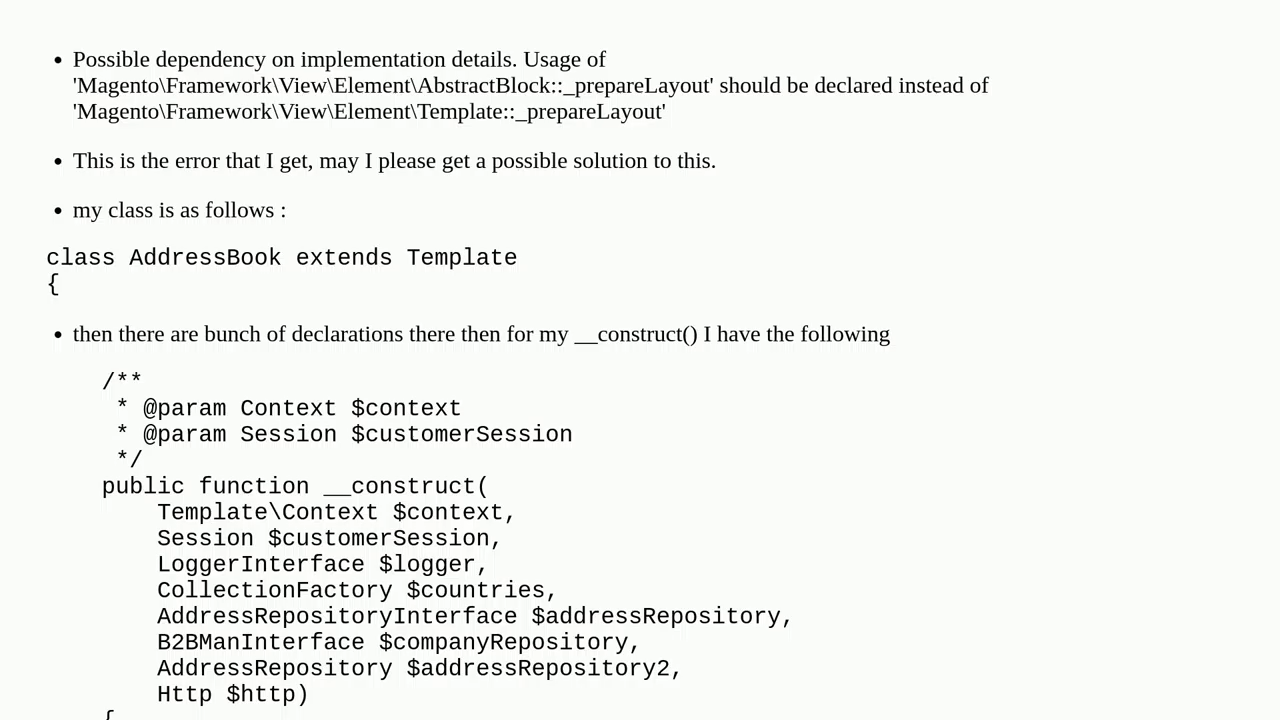 • Possible dependency on implementation details. Usage of
'Magento\Framework\View\Element\AbstractBlock::_prepareLayout' should be declared instead of
'Magento\Framework\View\Element\Template::_prepareLayout'
• This is the error that I get, may I please get a possible solution to this.
• my class is as follows :
class AddressBook extends Template
{
• then there are bunch of declarations there then for my __construct() I have the following
    /**
     * @param Context $context
     * @param Session $customerSession
     */
    public function __construct(
        Template\Context $context,
        Session $customerSession,
        LoggerInterface $logger,
        CollectionFactory $countries,
        AddressRepositoryInterface $addressRepository,
        B2BManInterface $companyRepository,
        AddressRepository $addressRepository2,
        Http $http)
    {